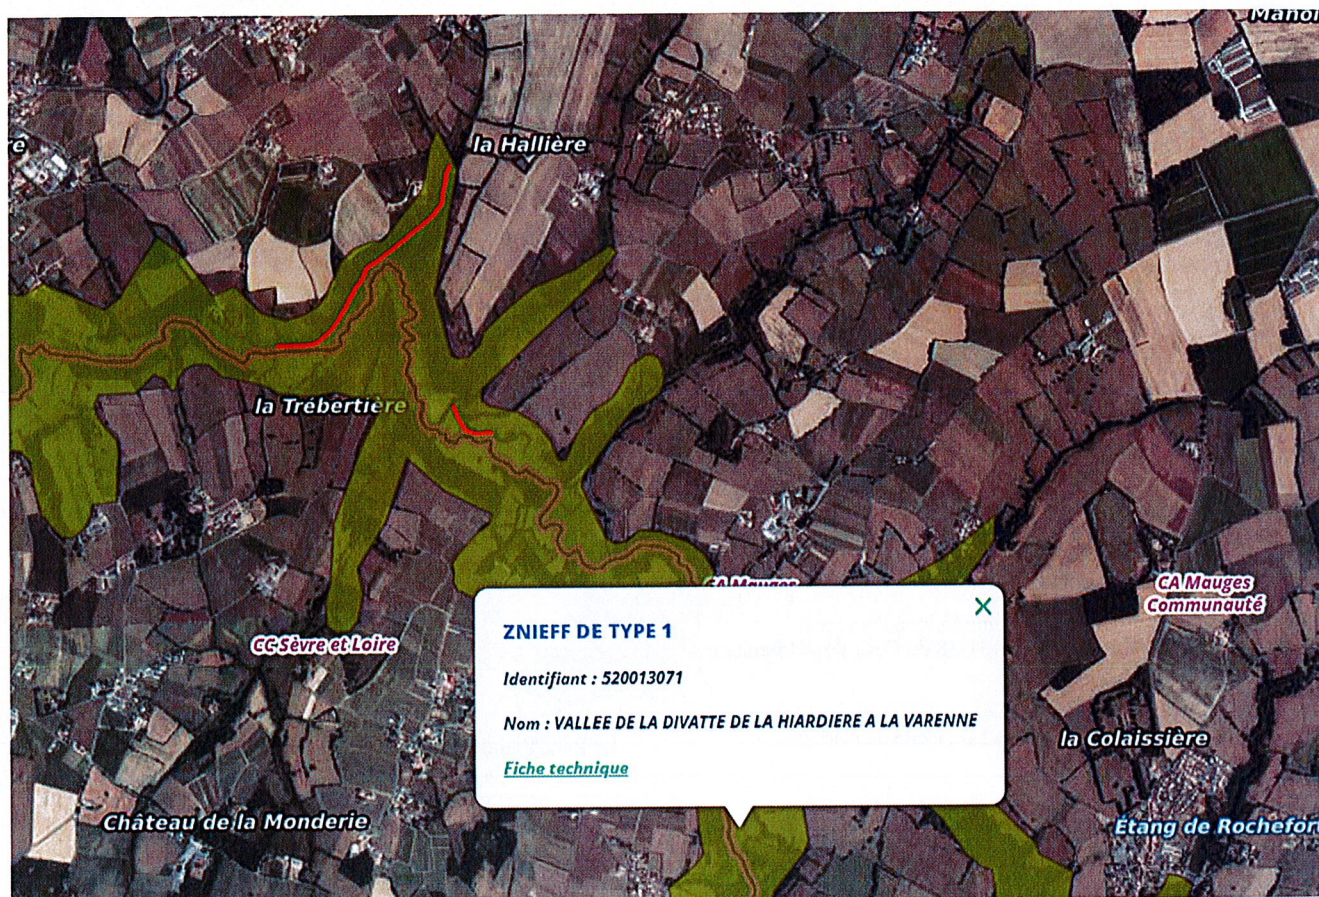 Manoi
re
la Hallière
la Trébertière
CA Mauges
CA Mauges
Communauté
CC Sèvre et Loire
ZNIEFF DE TYPE 1
Identifiant : 520013071
Nom : VALLEE DE LA DIVATTE DE LA HIARDIERE A LA VARENNE
Fiche technique
la Colaissière
Château de la Monderie
Étang de Rochefort